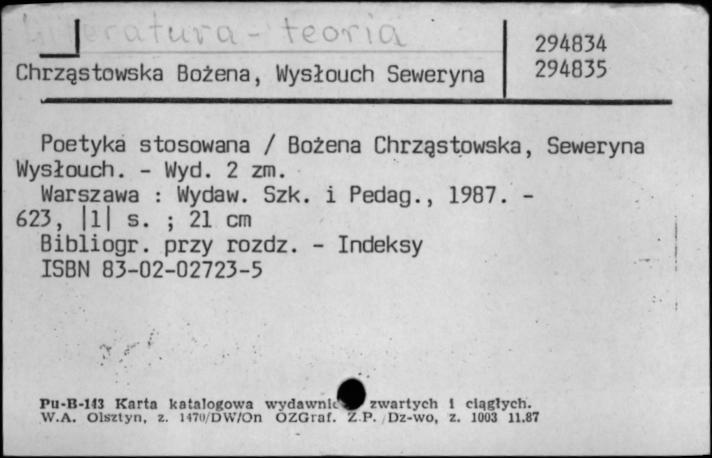 Literatura - teoria
294834
294835
Chrząstowska Bożena, Wysłouch Seweryna
Poetyka stosowana / Bożena Chrząstowska, Seweryna
Wysłouch. - Wyd. 2 zm.
Warszawa : Wydaw. Szk. i Pedag., 1987. -
623, |1| s. ; 21 cm
Bibliogr. przy rozdz. - Indeksy
ISBN 83-02-02723-5
Pu-B-143 Karta katalogowa zwartych i ciągłych.
W.A. Olsztyn, z. 1470/DW/On OZGraf. Z.P. Dz-wo, z. 1003 11.87